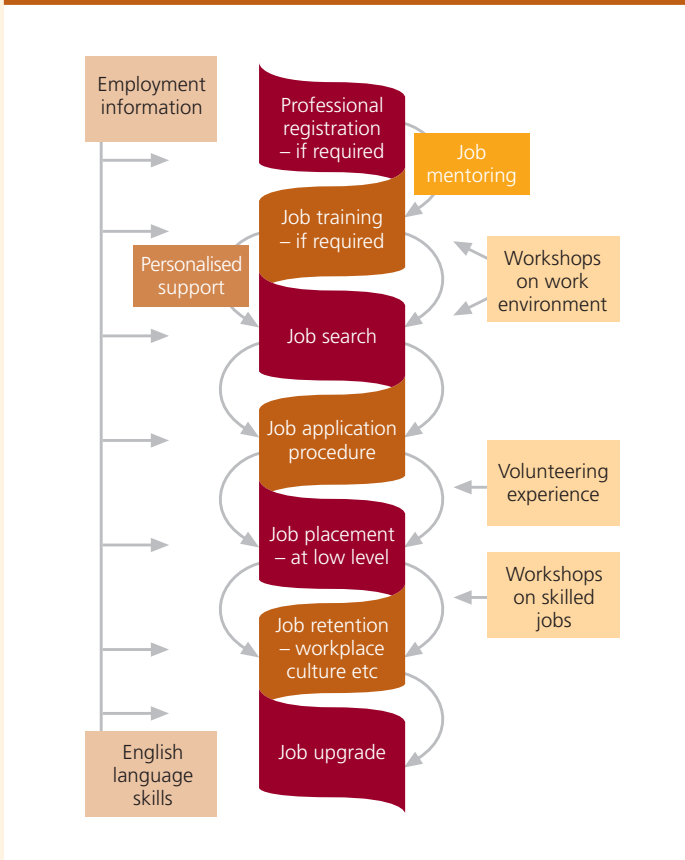 Employment
information
Professional
registration
– if required
Job
mentoring
Job training
– if required
Personalised
support
Workshops
on work
environment
Job search
Job application
procedure
Volunteering
experience
Job placement
– at low level
Workshops
on skilled
jobs
Job retention
– workplace
culture etc
English
language
skills
Job upgrade